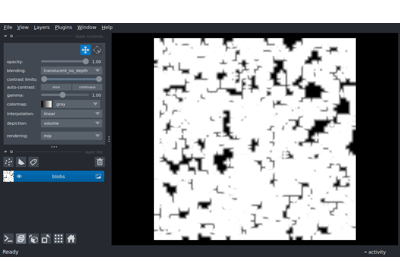 File View Layers Plugins Window Help
opacity: 1.00
blending: translucent_no_depth
contrast limits:
auto-contrast: once continuous
gamma: 1.00
colormap: gray
interpolation: linear
depiction: volume
rendering: mip
blobs
Ready activity